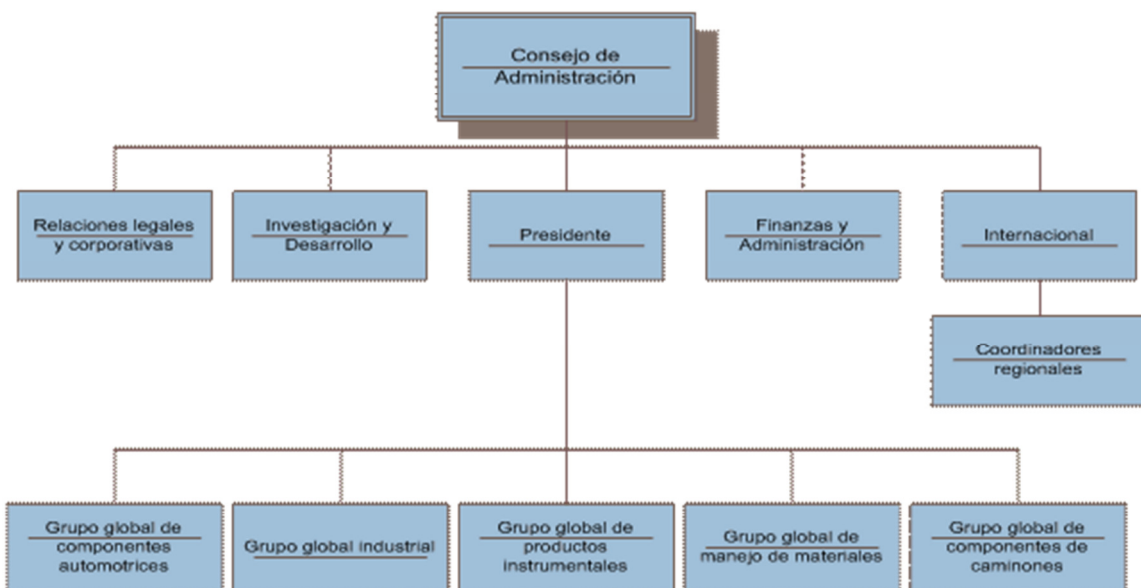 Consejo de
Administración
Relaciones legales
y corporativas
Investigación y
Desarrollo
Presidente
Finanzas y
Administración
Internacional
Coordinadores
regionales
Grupo global de
componentes
automotrices
Grupo global industrial
Grupo global de
productos
instrumentales
Grupo global de
manejo de materiales
Grupo global de
componentes de
caminones